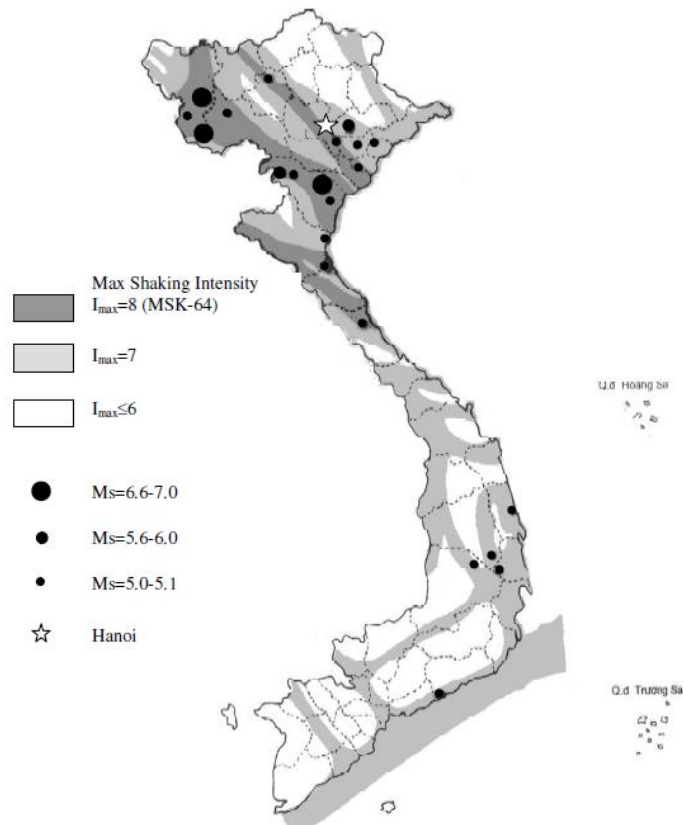 Max Shaking Intensity
Imax=8 (MSK-64)
Imax=7
Imax≤6
Ms=6.6-7.0
Ms=5.6-6.0
Ms=5.0-5.1
Hanoi
Q.d Hoàng Sa
Q.d Trường Sa